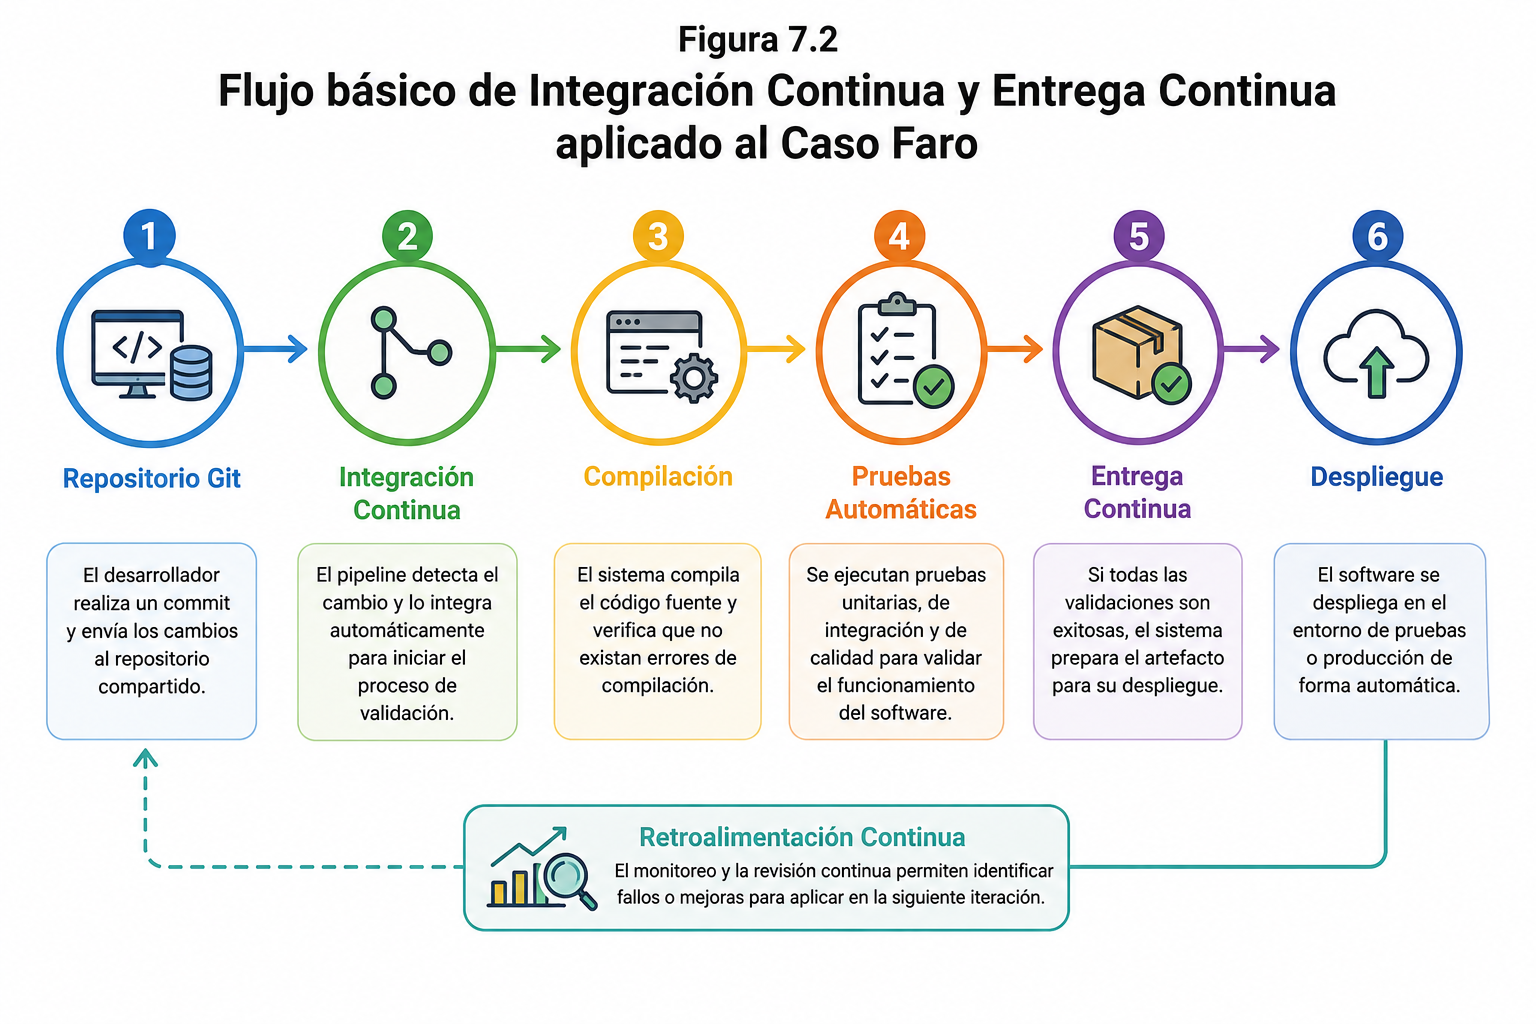 Figura 7.2
Flujo básico de Integración Continua y Entrega Continua
aplicado al Caso Faro
1
Repositorio Git
El desarrollador
realiza un commit
y envía los cambios
al repositorio
compartido.
2
Integración
Continua
El pipeline detecta el
cambio y lo integra
automáticamente
para iniciar el
proceso de
validación.
3
Compilación
El sistema compila
el código fuente y
verifica que no
existan errores de
compilación.
4
Pruebas
Automáticas
Se ejecutan pruebas
unitarias, de
integración y de
calidad para validar
el funcionamiento
del software.
5
Entrega
Continua
Si todas las
validaciones son
exitosas, el sistema
prepara el artefacto
para su despliegue.
6
Despliegue
El software se
despliega en el
entorno de pruebas
o producción de
forma automática.
Retroalimentación Continua
El monitoreo y la revisión continua permiten identificar
fallos o mejoras para aplicar en la siguiente iteración.